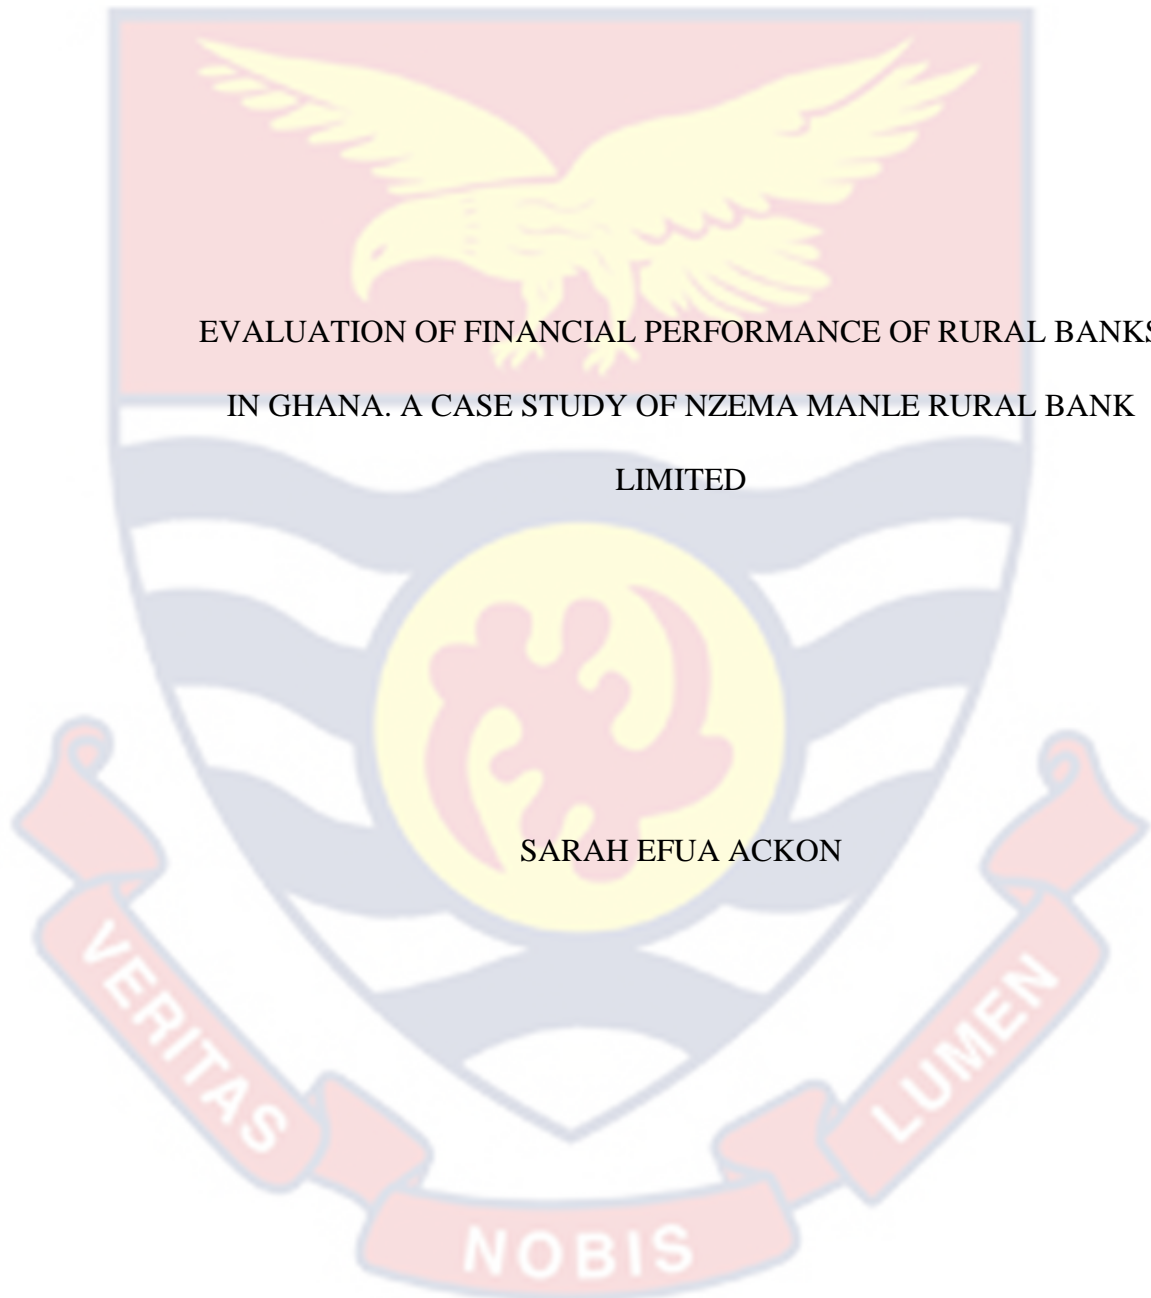 EVALUATION OF FINANCIAL PERFORMANCE OF RURAL BANKS
IN GHANA. A CASE STUDY OF NZEMA MANLE RURAL BANK
LIMITED
SARAH EFUA ACKON
VERITAS
NOBIS
LUMEN